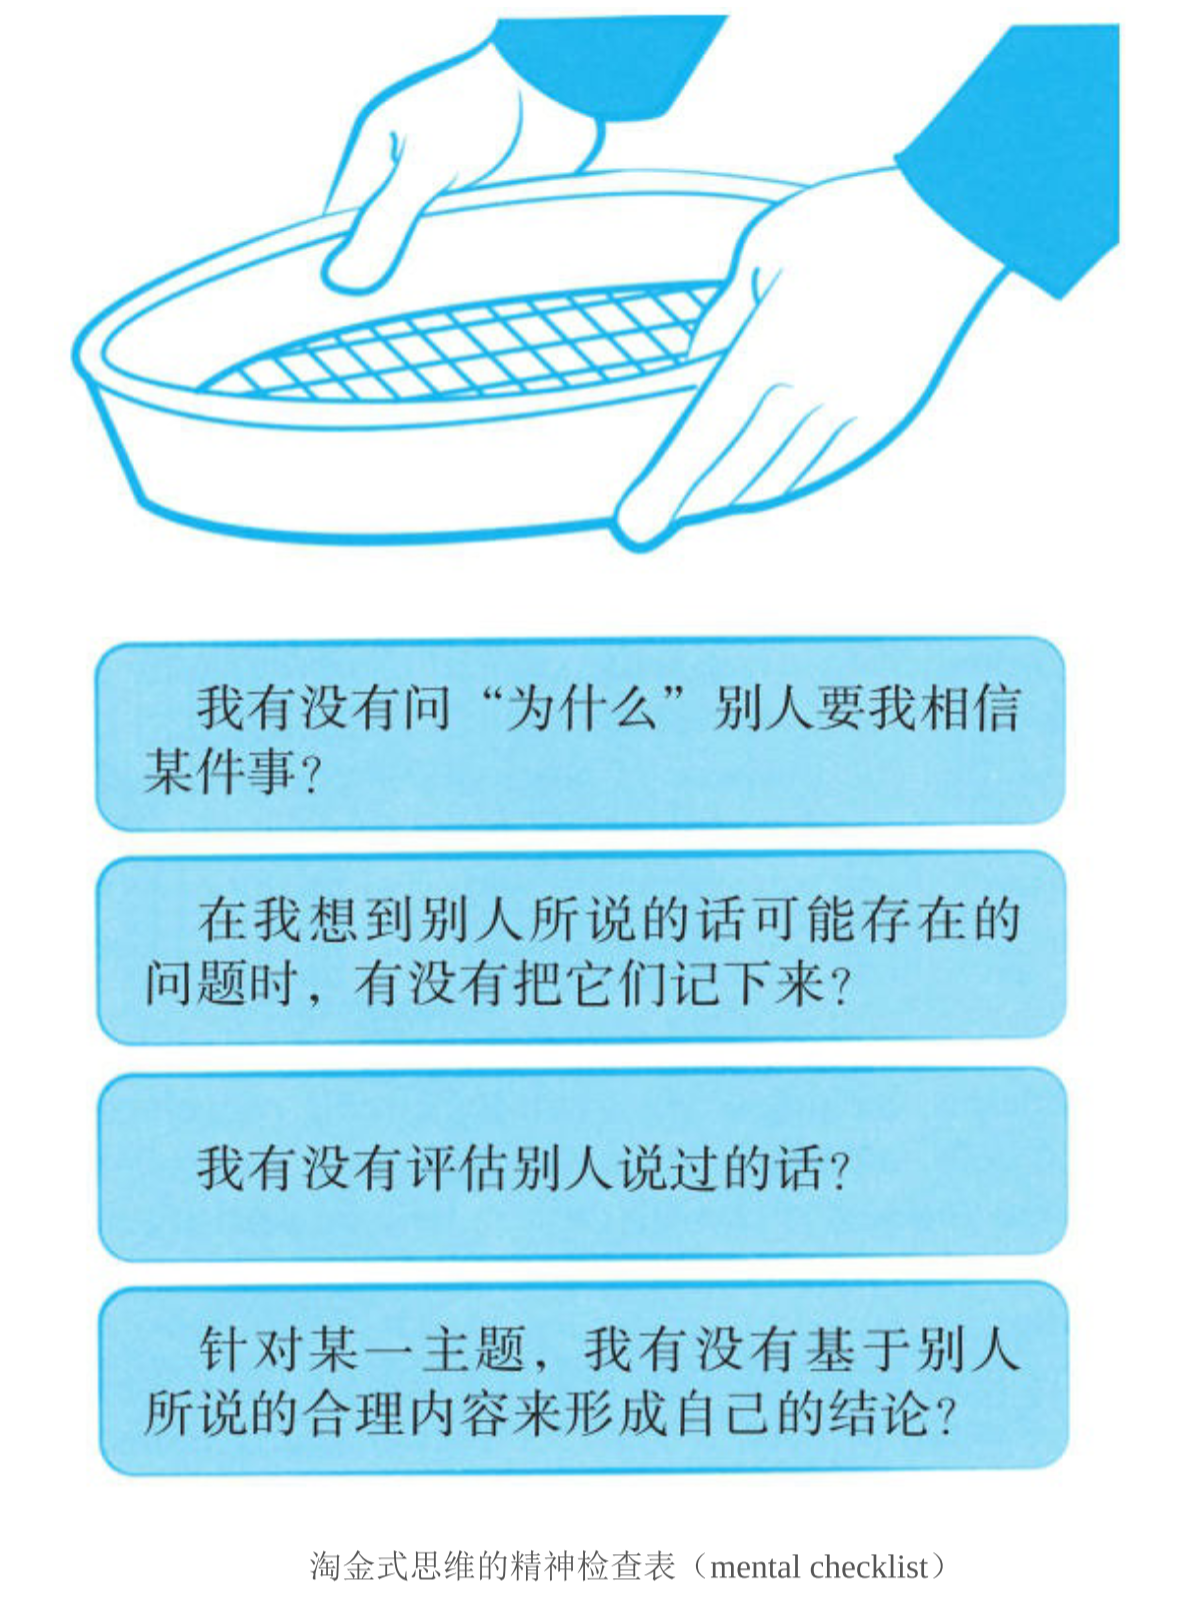 我有没有问“为什么”别人要我相信
某件事？
在我想到别人所说的话可能存在的
问题时，有没有把它们记下来？
我有没有评估别人说过的话？
针对某一主题，我有没有基于别人
所说的合理内容来形成自己的结论？
淘金式思维的精神检查表（mental checklist）